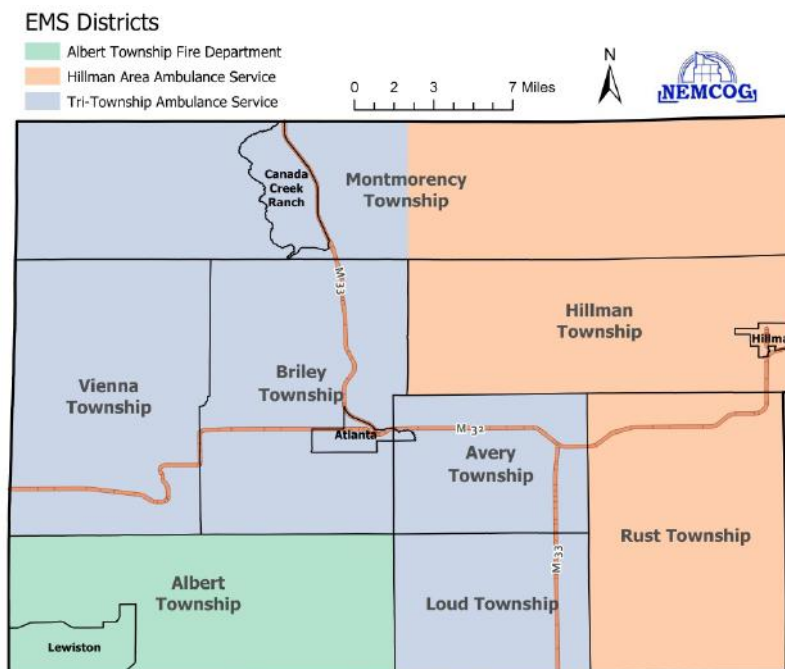 EMS Districts
Albert Township Fire Department
Hillman Area Ambulance Service
Tri-Township Ambulance Service
0 2 3 7 Miles
N
NEMCOG
Canada
Creek
Ranch
Montmorency
Township
M 33
Hillman
Township
Hillma
Vienna
Township
Briley
Township
Atlanta
M 32
Avery
Township
Rust Township
M 33
Albert
Township
Loud Township
Lewiston